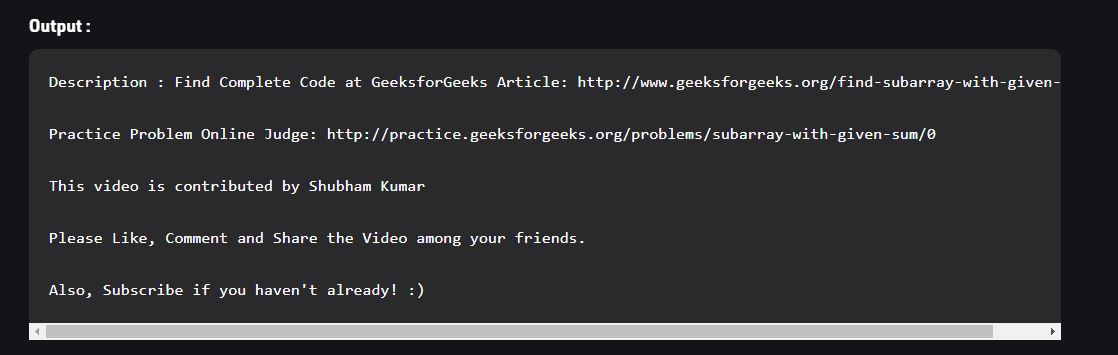 Output :
Description : Find Complete Code at GeeksforGeeks Article: http://www.geeksforgeeks.org/find-subarray-with-given-
Practice Problem Online Judge: http://practice.geeksforgeeks.org/problems/subarray-with-given-sum/0
This video is contributed by Shubham Kumar
Please Like, Comment and Share the Video among your friends.
Also, Subscribe if you haven't already! :)